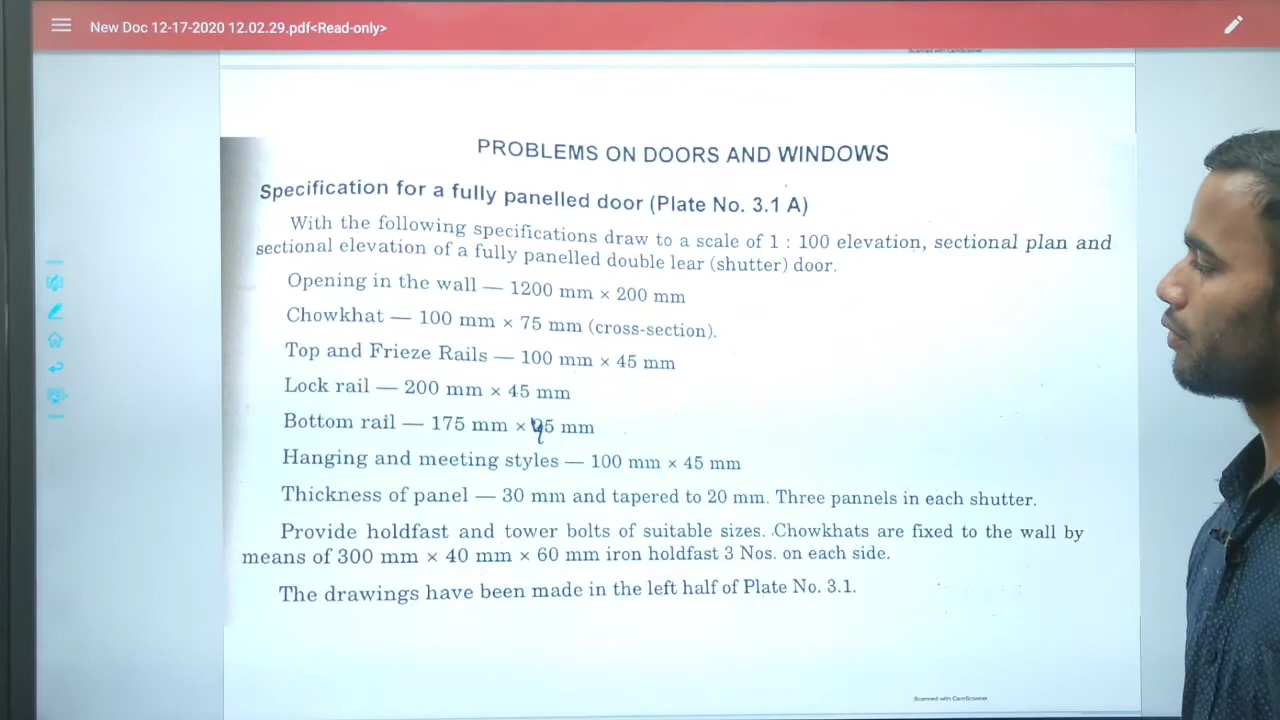 New Doc 12-17-2020 12.02.29.pdf<Read-only>
Scanned with CamScanner
PROBLEMS ON DOORS AND WINDOWS
Specification for a fully panelled door (Plate No. 3.1 A)
With the following specifications draw to a scale of 1 : 100 elevation, sectional plan and
sectional elevation of a fully panelled double lear (shutter) door.
Opening in the wall — 1200 mm × 200 mm
Chowkhat — 100 mm × 75 mm (cross-section).
Top and Frieze Rails — 100 mm × 45 mm
Lock rail — 200 mm × 45 mm
Bottom rail — 175 mm × 45 mm
Hanging and meeting styles — 100 mm × 45 mm
Thickness of panel — 30 mm and tapered to 20 mm. Three pannels in each shutter.
Provide holdfast and tower bolts of suitable sizes. Chowkhats are fixed to the wall by
means of 300 mm × 40 mm × 60 mm iron holdfast 3 Nos. on each side.
The drawings have been made in the left half of Plate No. 3.1.
Scanned with CamScanner